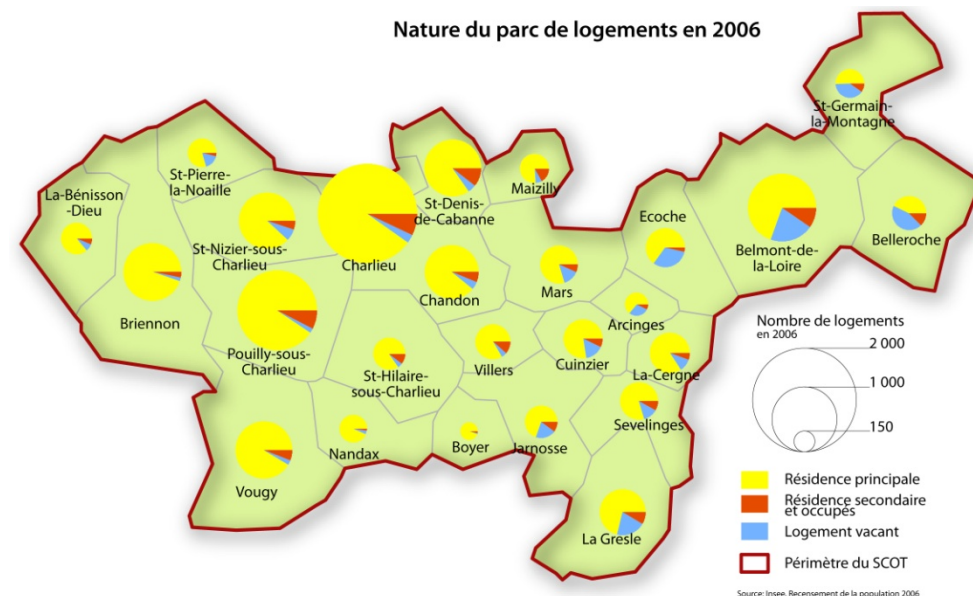 Nature du parc de logements en 2006
St-Germain-
la-Montagne
St-Pierre-
la-Noaille
La-Bénisson
-Dieu
St-Nizier-sous-
Charlieu
Charlieu
St-Denis-
de-Cabanne
Maizilly
Ecoche
Belmont-de-
la-Loire
Belleroche
Briennon
Chandon
Mars
Arcinges
Pouilly-sous-
Charlieu
St-Hilaire-
sous-Charlieu
Villers
Cuinzier
La-Cergne
Sevelinges
Vougy
Nandax
Boyer
Jarnosse
La Gresle
Nombre de logements
en 2006
2 000
1 000
150
Résidence principale
Résidence secondaire
et occupés
Logement vacant
Périmètre du SCOT
Source: Insee, Recensement de la population 2006